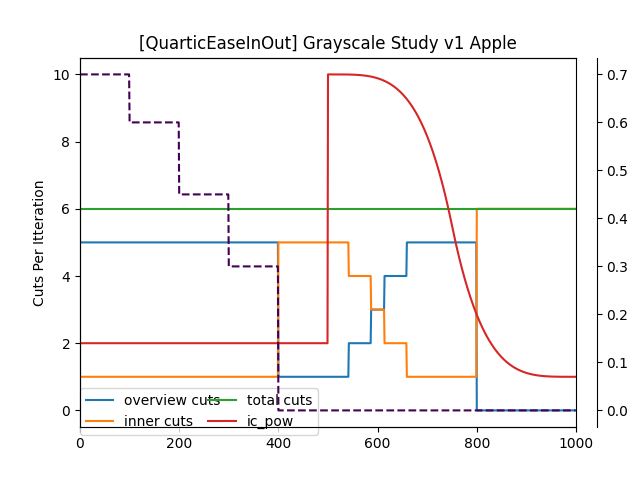 [QuarticEaseInOut] Grayscale Study v1 Apple
Cuts Per Itteration
10
8
6
4
2
0
0.7
0.6
0.5
0.4
0.3
0.2
0.1
0.0
overview cuts
total cuts
inner cuts
ic_pow
0 200 400 600 800 1000